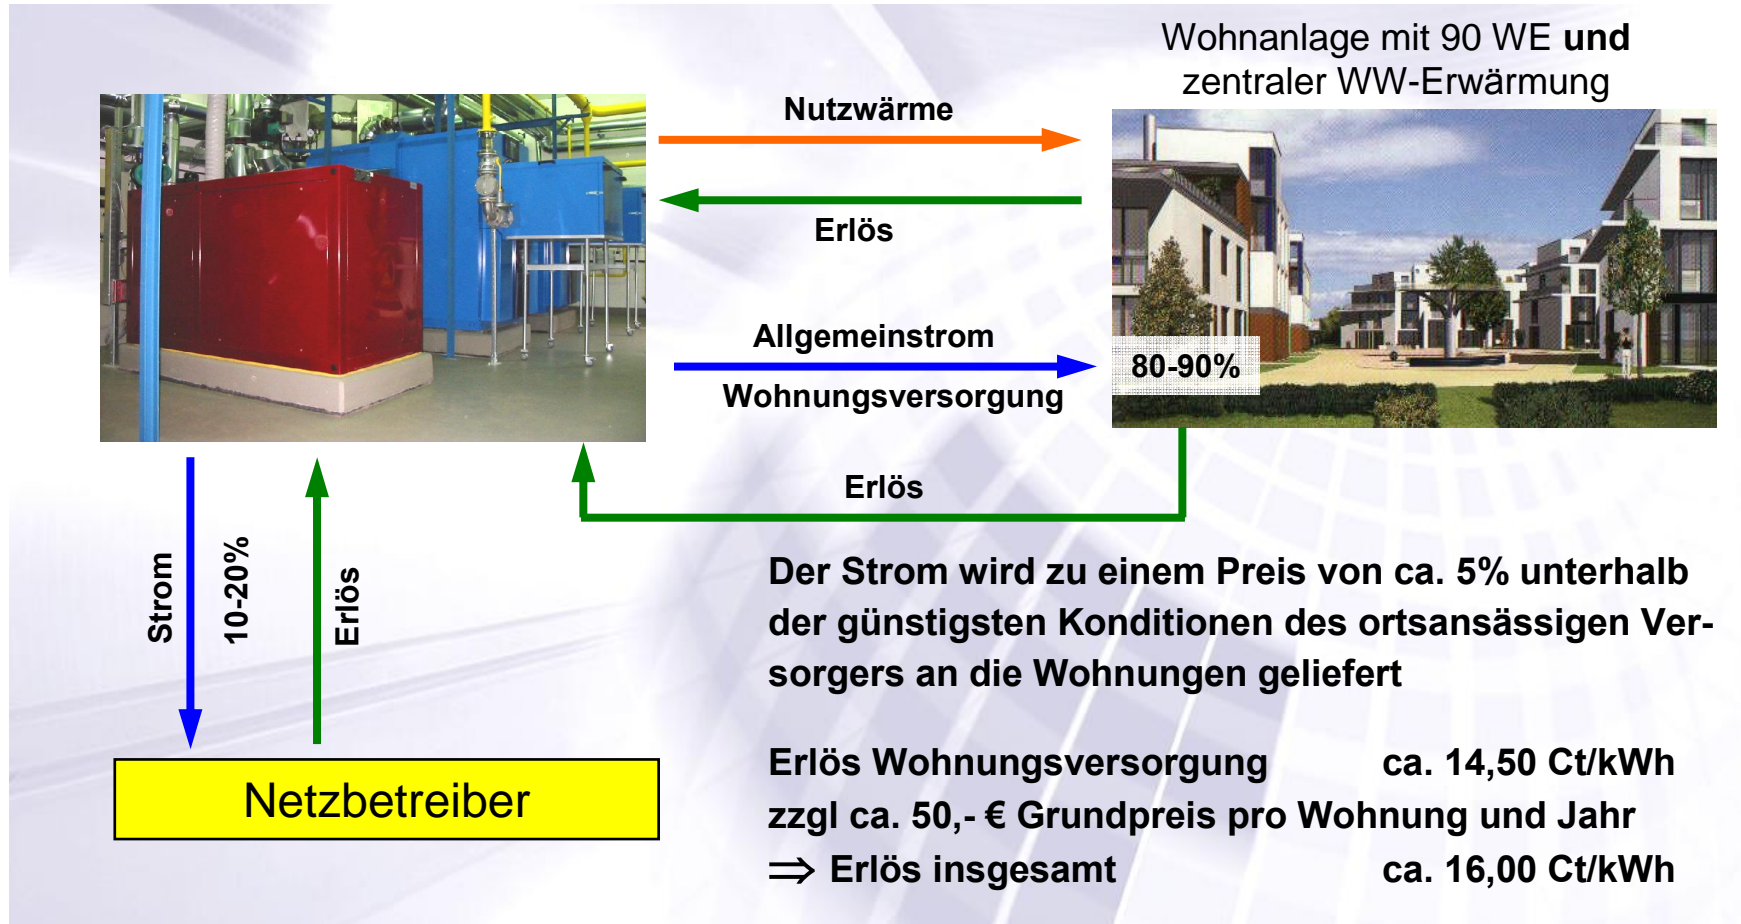 Wohnanlage mit 90 WE und
zentraler WW-Erwärmung
Nutzwärme
Erlös
Allgemeinstrom
Wohnungsversorgung
80-90%
Erlös
Strom
10-20%
Erlös
Netzbetreiber
Der Strom wird zu einem Preis von ca. 5% unterhalb
der günstigsten Konditionen des ortsansässigen Ver-
sorgers an die Wohnungen geliefert
Erlös Wohnungsversorgung ca. 14,50 Ct/kWh
zzgl ca. 50,- € Grundpreis pro Wohnung und Jahr
⇒ Erlös insgesamt ca. 16,00 Ct/kWh